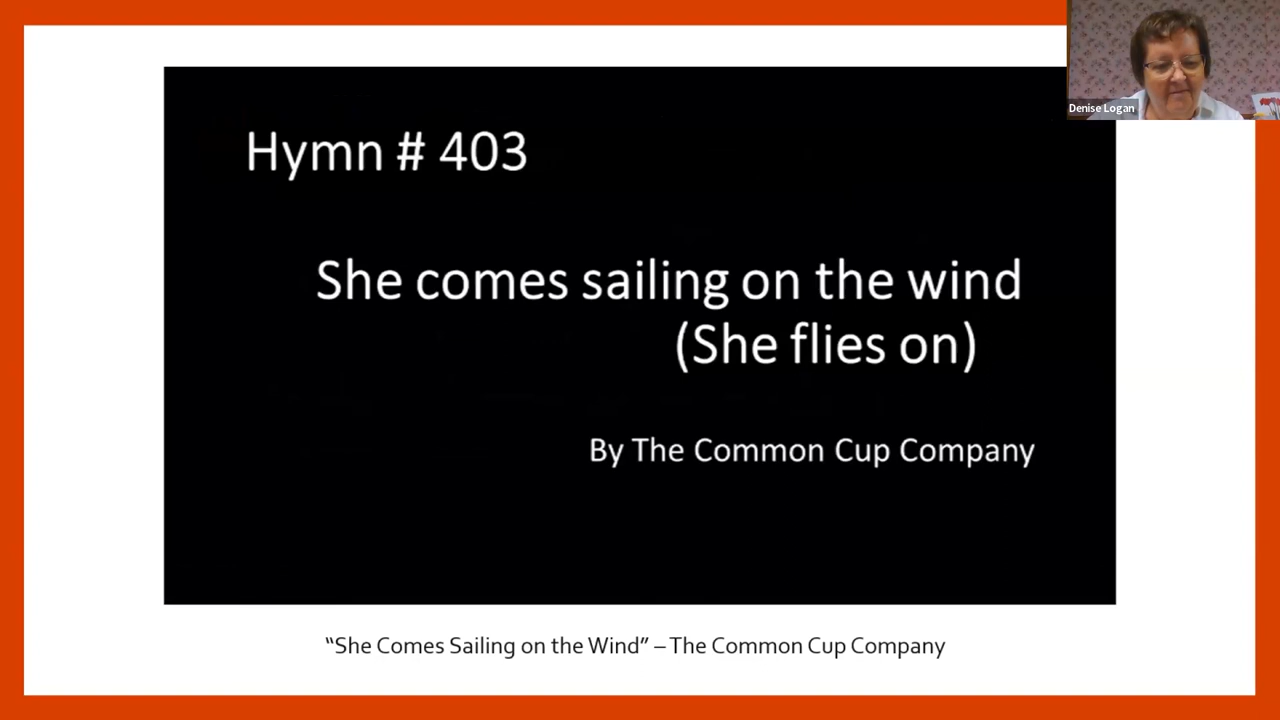 Denise Logan
Hymn # 403
She comes sailing on the wind
(She flies on)
By The Common Cup Company
“She Comes Sailing on the Wind” – The Common Cup Company